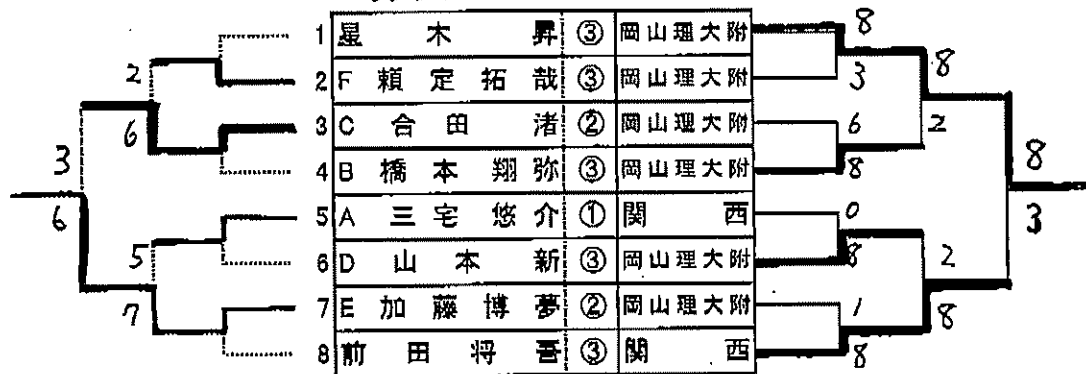 1 星木昇 ③ 岡山理大附 8
2 F 頼定拓哉 ③ 岡山理大附 3
3 C 合田渚 ② 岡山理大附 6
4 B 橋本翔弥 ③ 岡山理大附 8
5 A 三宅悠介 ① 関西 0
6 D 山本新 ③ 岡山理大附 8
7 E 加藤博夢 ② 岡山理大附 1
8 前田将吾 ③ 関西 8
2
6
3
6
5
7
8
2
2
8
8
3